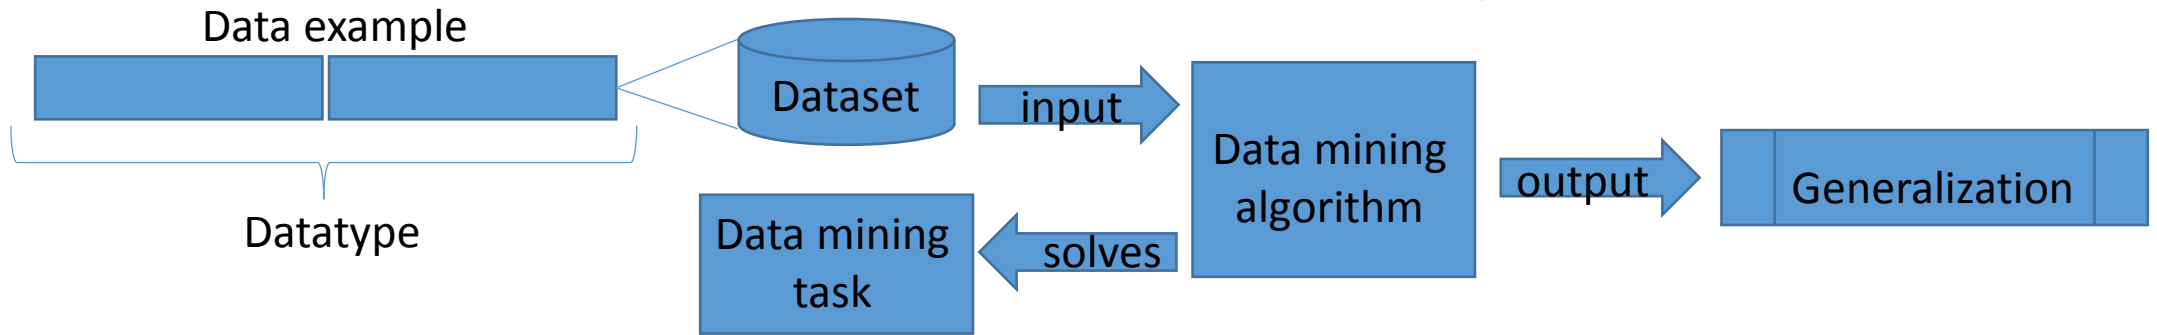 Data example
Datatype
Dataset
input
Data mining
algorithm
output
Generalization
solves
Data mining
task